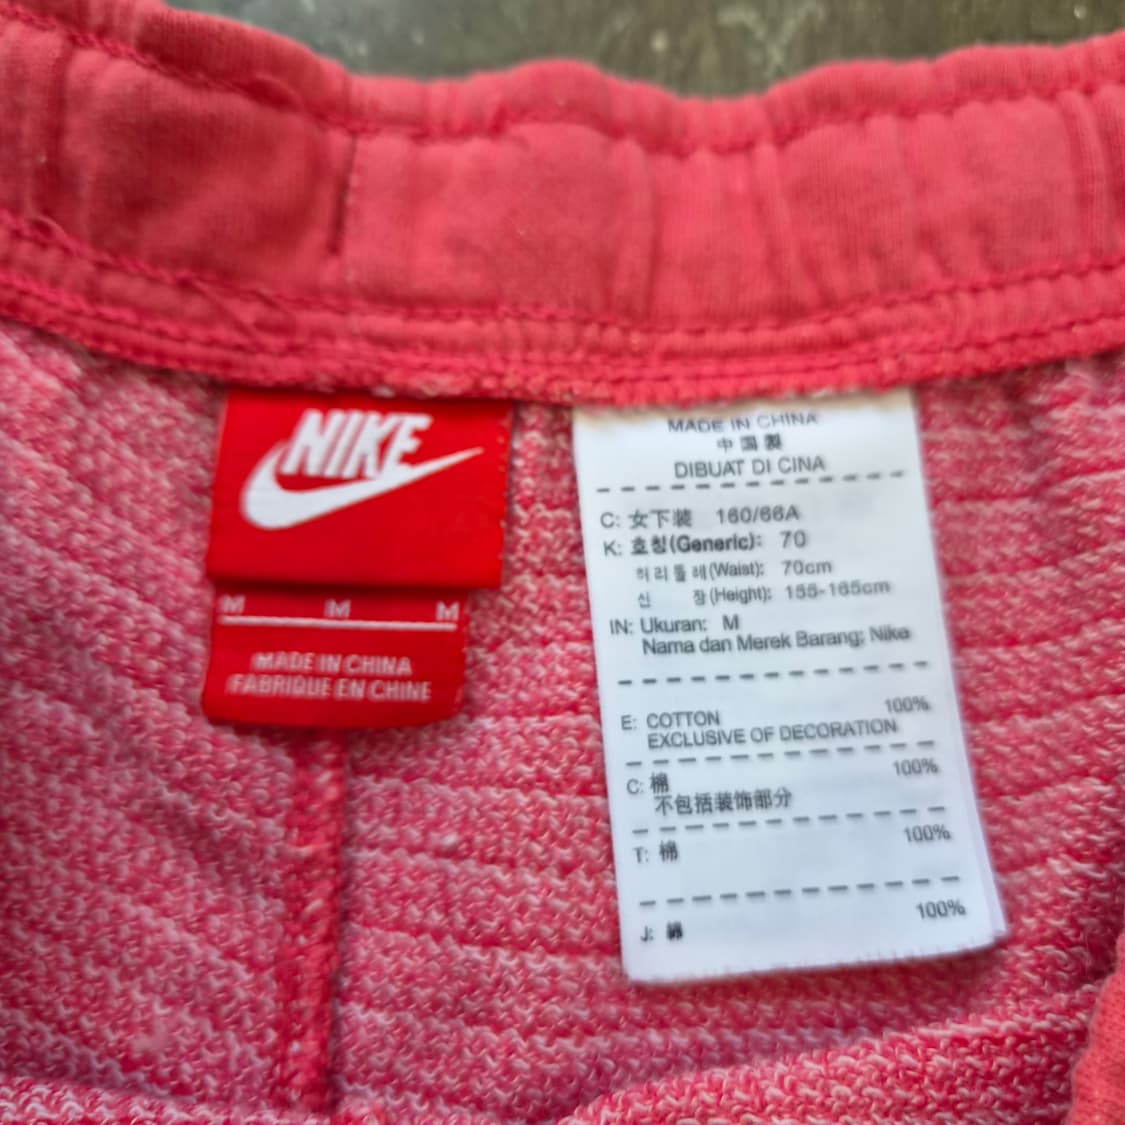 NIKE
M M M
MADE IN CHINA
FABRIQUE EN CHINE
MADE IN CHINA
中国製
DIBUAT DI CINA
C: 女下装 160/66A
K: 호칭(Generic): 70
허리둘레(Waist): 70cm
신 장(Height): 155-165cm
IN: Ukuran: M
Nama dan Merek Barang: Nike
E: COTTON 100%
EXCLUSIVE OF DECORATION
C: 棉 100%
不包括装饰部分
T: 棉 100%
J: 綿 100%